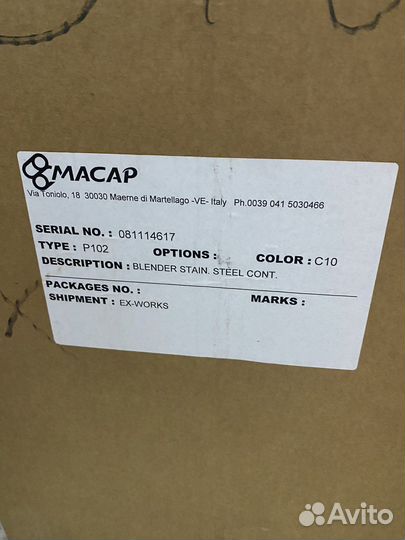 MACAP
Via Toniolo, 18 30030 Maerne di Martellago -VE- Italy Ph.0039 041 5030466
SERIAL NO. : 081114617
TYPE : P102 OPTIONS : COLOR : C10
DESCRIPTION : BLENDER STAIN. STEEL CONT.
PACKAGES NO. : MARKS :
SHIPMENT : EX-WORKS
Avito